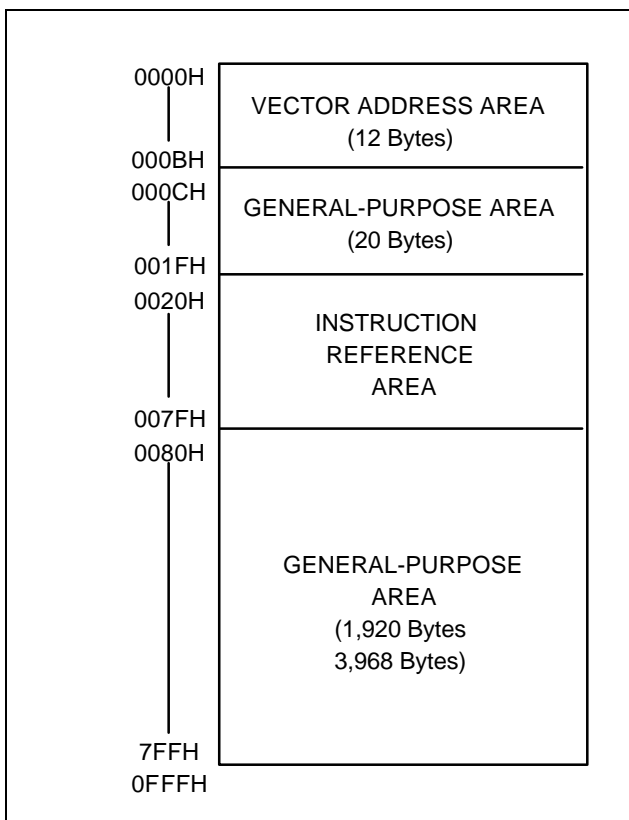 0000H
VECTOR ADDRESS AREA
(12 Bytes)
000BH
000CH
GENERAL-PURPOSE AREA
(20 Bytes)
001FH
0020H
INSTRUCTION
REFERENCE
AREA
007FH
0080H
GENERAL-PURPOSE
AREA
(1,920 Bytes
3,968 Bytes)
7FFH
0FFFH